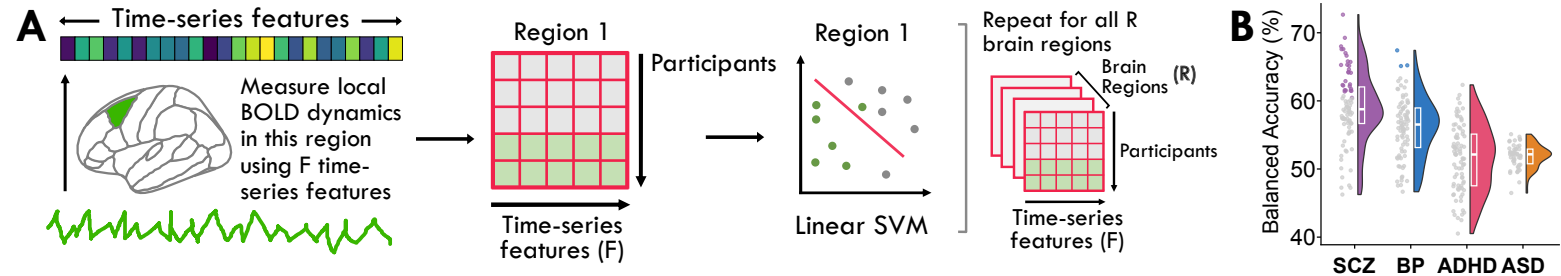 A
Time-series features
Measure local
BOLD dynamics
in this region
using F time-
series features
Region 1
Participants
Time-series
features (F)
Region 1
Linear SVM
Repeat for all R
brain regions
Brain
Regions (R)
Participants
Time-series
features (F)
B
Balanced Accuracy (%)
70
60
50
40
SCZ BP ADHD ASD